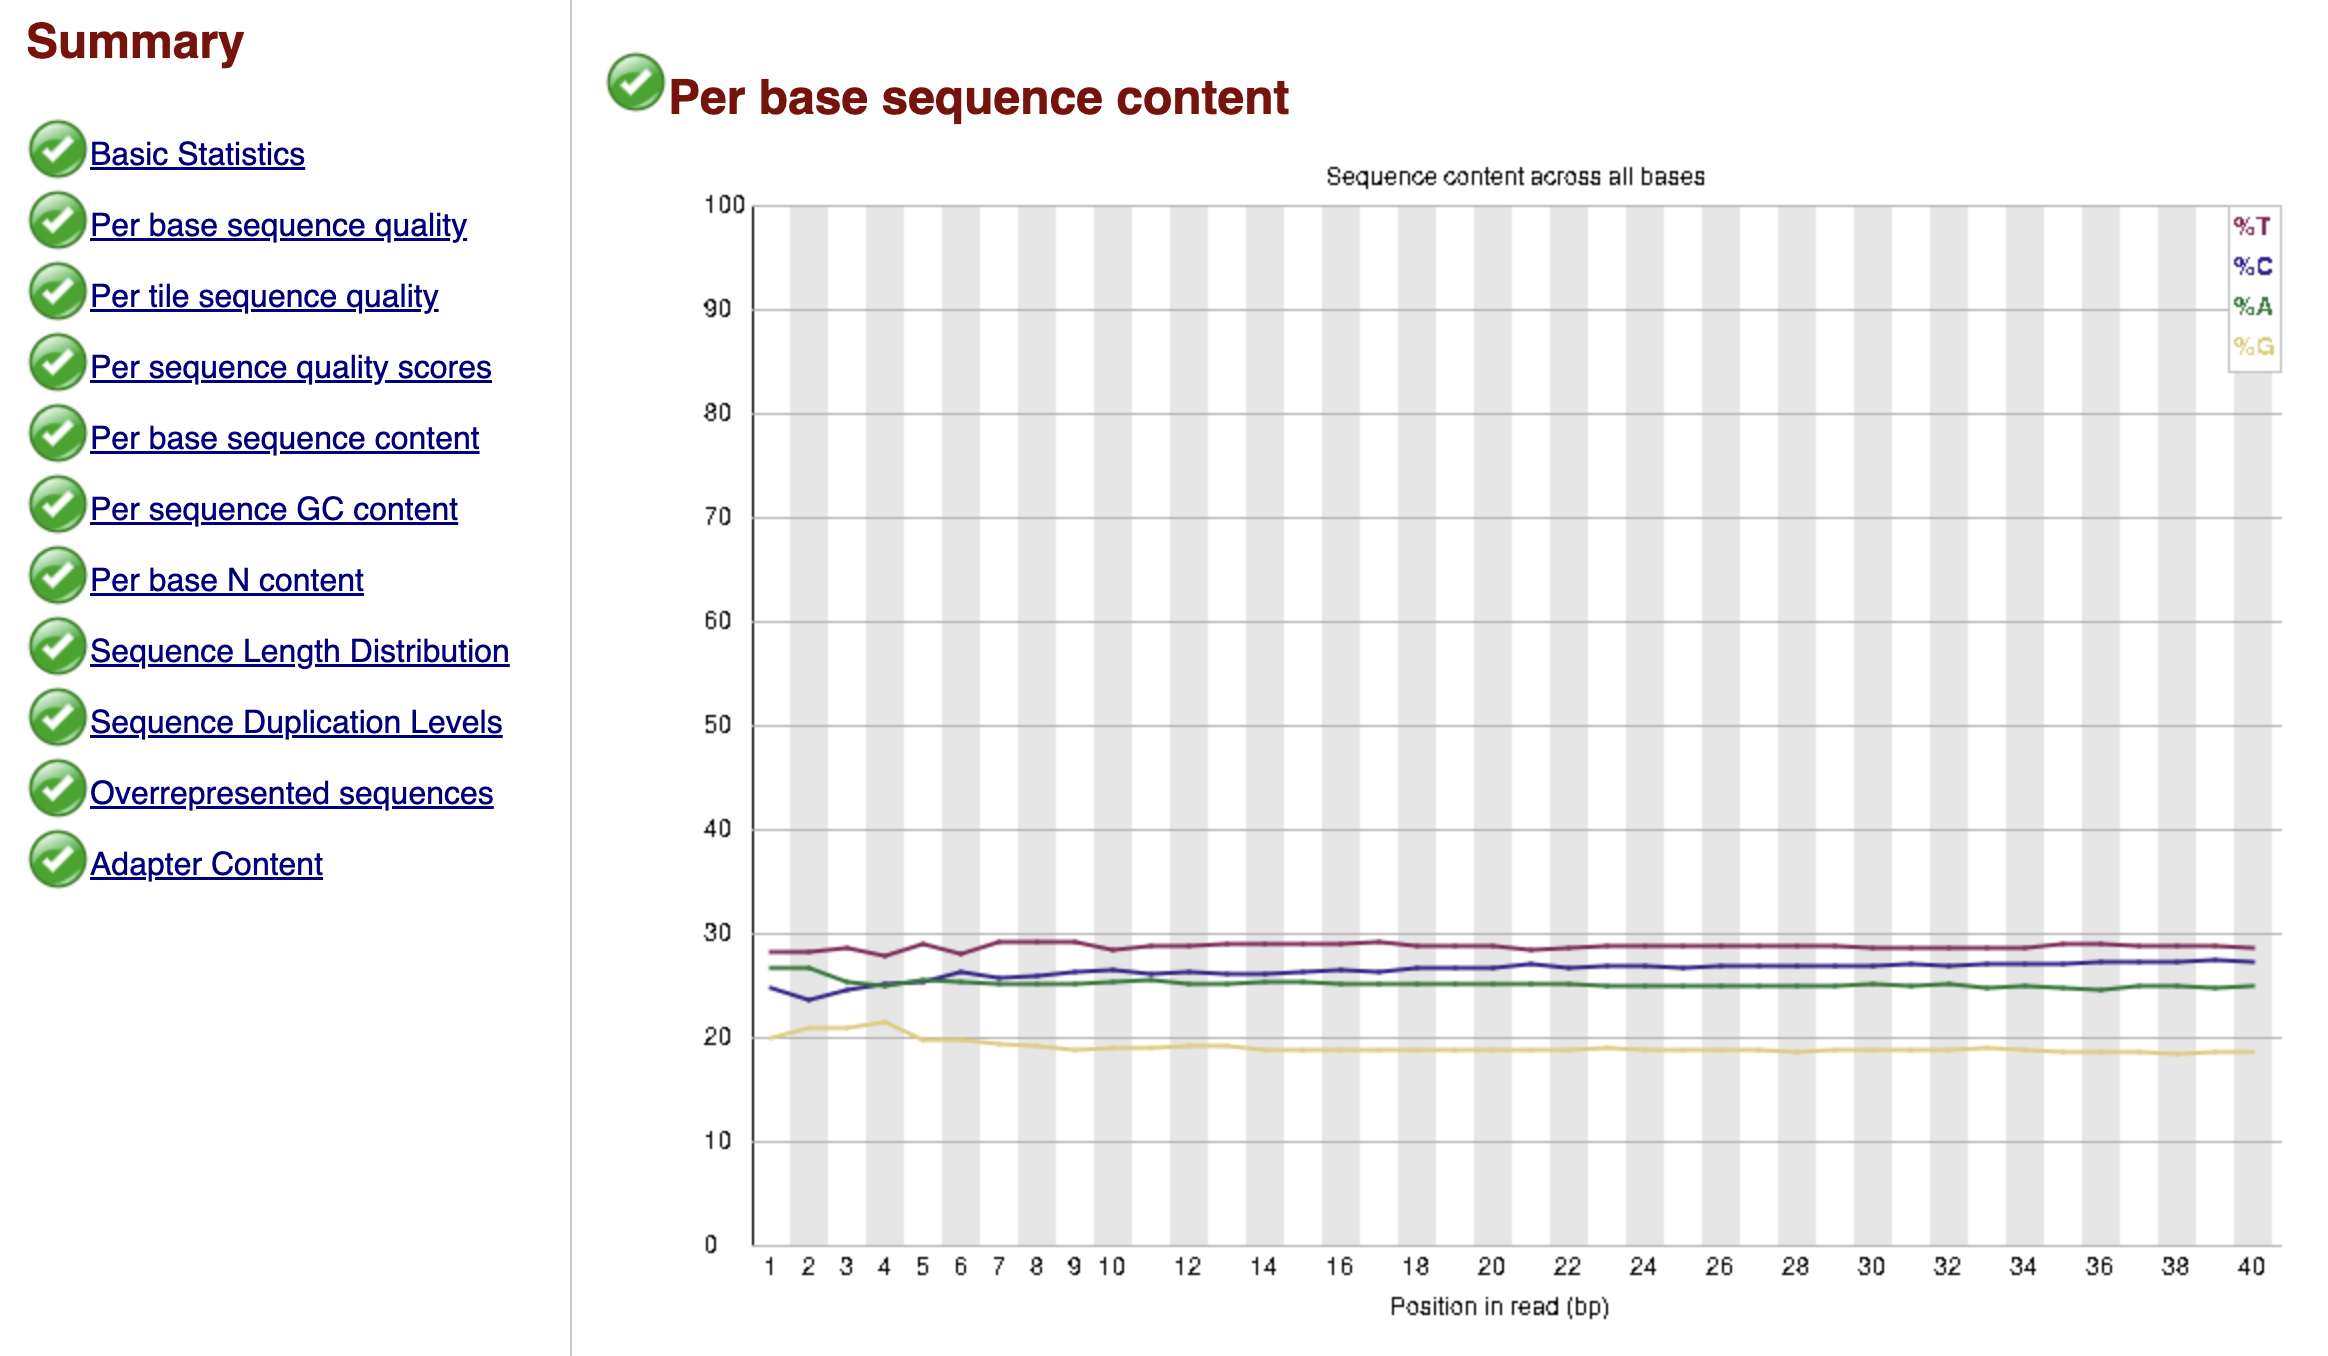 Summary
Basic Statistics
Per base sequence quality
Per tile sequence quality
Per sequence quality scores
Per base sequence content
Per sequence GC content
Per base N content
Sequence Length Distribution
Sequence Duplication Levels
Overrepresented sequences
Adapter Content
Per base sequence content
Sequence content across all bases
%T
%C
%A
%G
100
90
80
70
60
50
40
30
20
10
0
1 2 3 4 5 6 7 8 9 10 12 14 16 18 20 22 24 26 28 30 32 34 36 38 40
Position in read (bp)